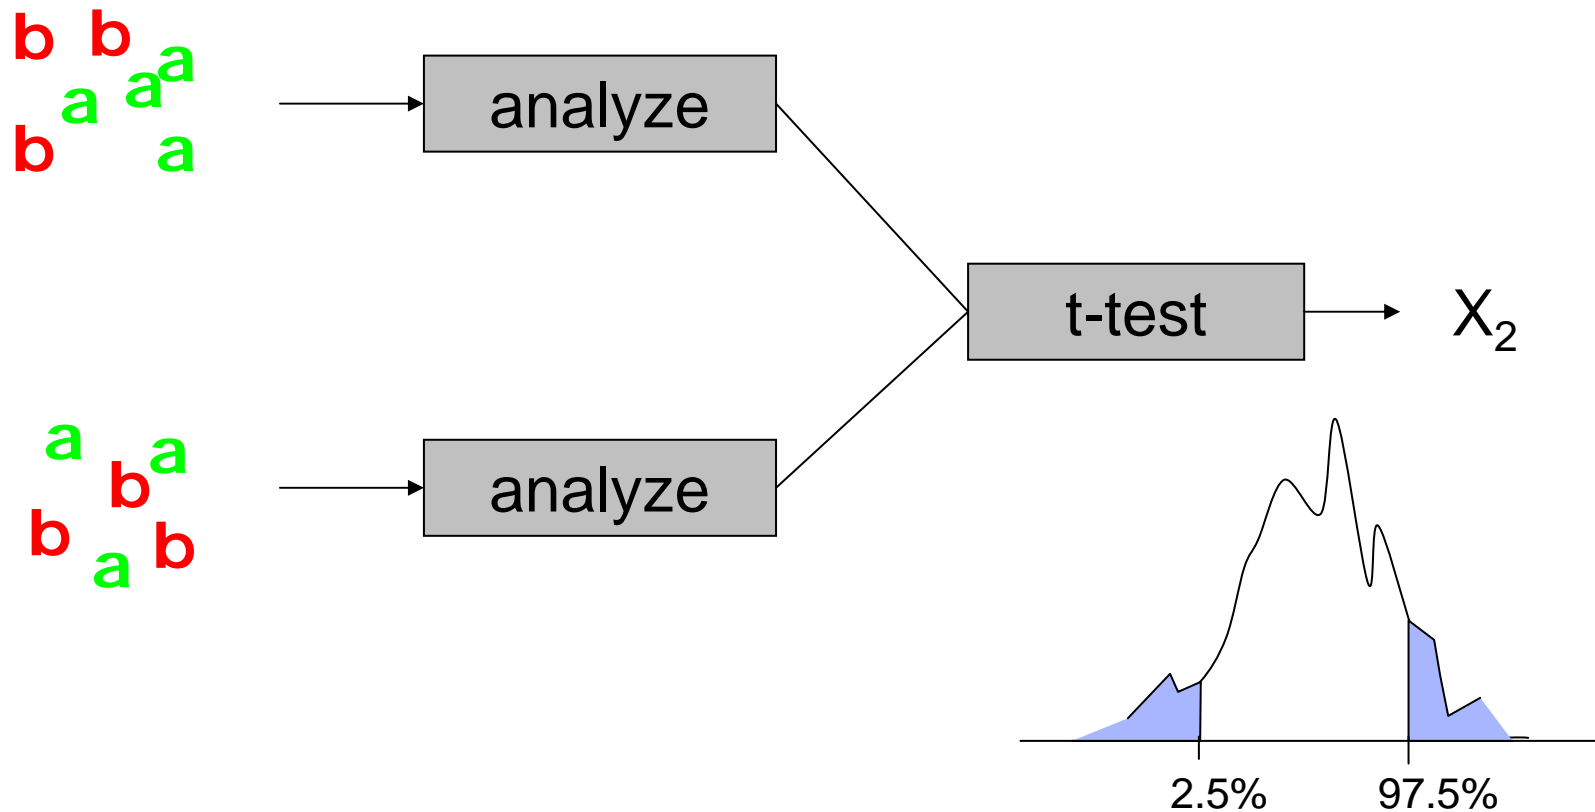 b b a
a a
b a
analyze
t-test X₂
a a
b
b b
a
analyze
2.5% 97.5%